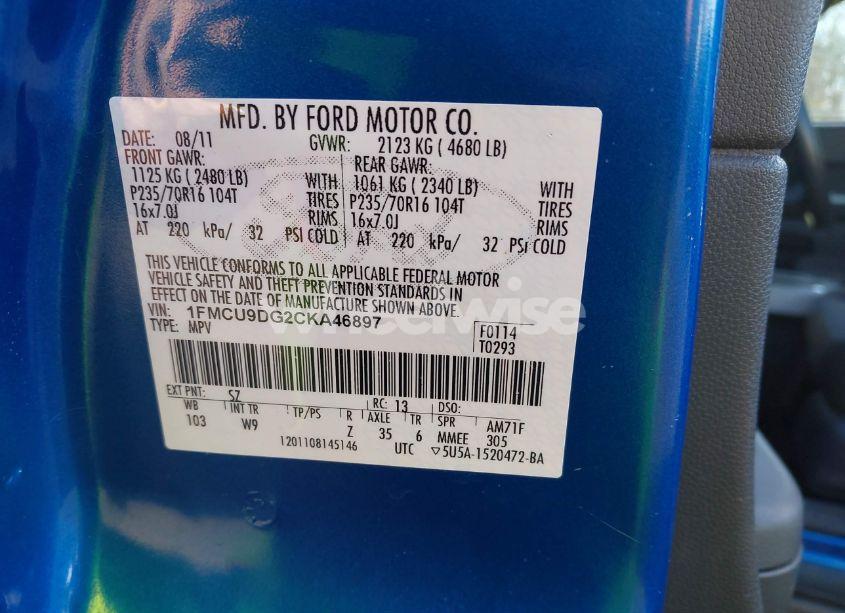 MFD. BY FORD MOTOR CO.
DATE: 08/11 GVWR: 2123 KG ( 4680 LB)
FRONT GAWR: REAR GAWR:
1125 KG ( 2480 LB) WITH 1061 KG ( 2340 LB) WITH
P235/70R16 104T TIRES P235/70R16 104T TIRES
16x7.0J RIMS 16x7.0J RIMS
AT 220 kPa/ 32 PSI COLD AT 220 kPa/ 32 PSI COLD
THIS VEHICLE CONFORMS TO ALL APPLICABLE FEDERAL MOTOR
VEHICLE SAFETY AND THEFT PREVENTION STANDARDS IN
EFFECT ON THE DATE OF MANUFACTURE SHOWN ABOVE.
VIN: 1FMCU9DG2CKA46897
TYPE: MPV
F0114
T0293
wheelwise
EXT PNT: SZ RC: 13 DSO:
WB INT TR TP/PS R AXLE TR SPR AM71F
103 W9 Z 35 6 MMEE 305
1201108145146 UTC ▽5U5A-1520472-BA